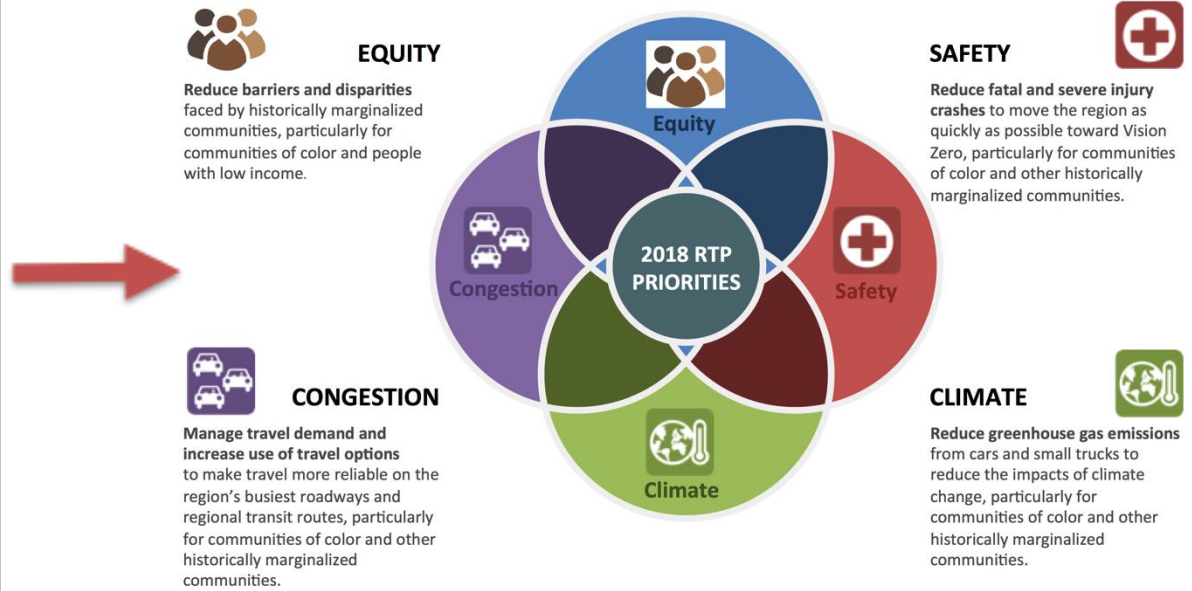 EQUITY
Reduce barriers and disparities
faced by historically marginalized
communities, particularly for
communities of color and people
with low income.
Equity
SAFETY
Reduce fatal and severe injury
crashes to move the region as
quickly as possible toward Vision
Zero, particularly for communities
of color and other historically
marginalized communities.
2018 RTP
PRIORITIES
Congestion
Safety
Climate
CONGESTION
Manage travel demand and
increase use of travel options
to make travel more reliable on the
region's busiest roadways and
regional transit routes, particularly
for communities of color and other
historically marginalized
communities.
CLIMATE
Reduce greenhouse gas emissions
from cars and small trucks to
reduce the impacts of climate
change, particularly for
communities of color and other
historically marginalized
communities.